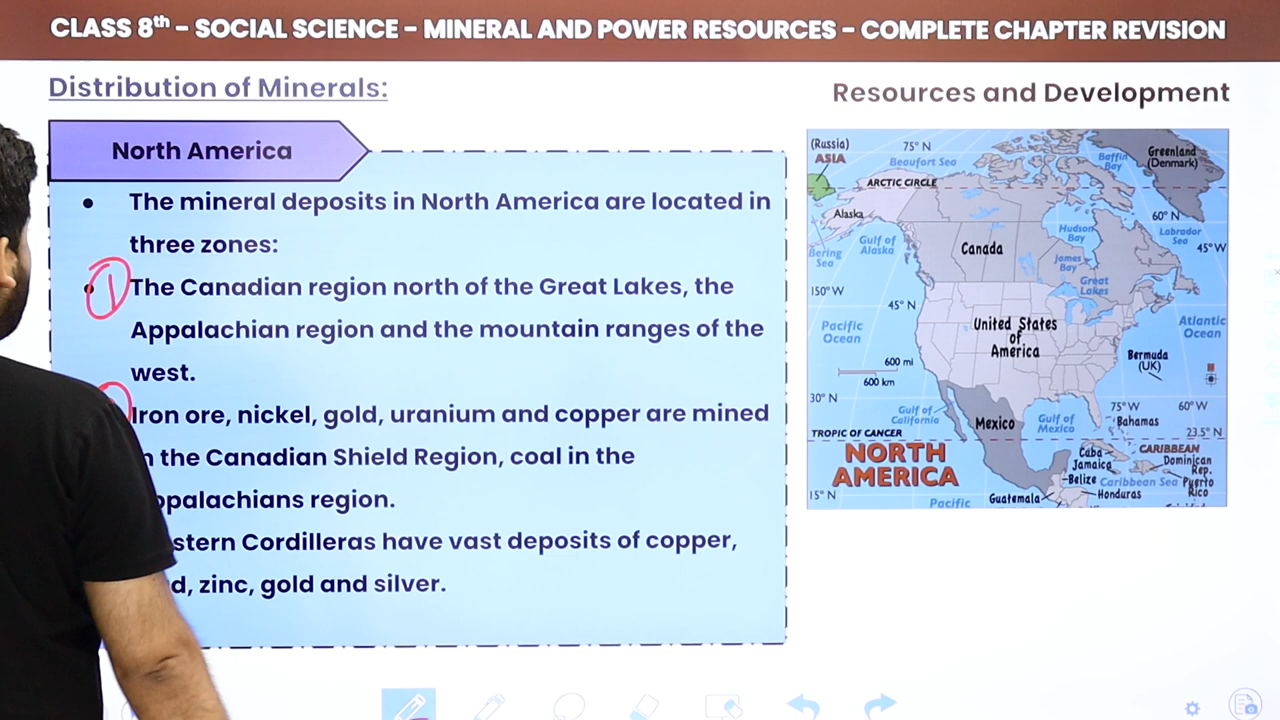 CLASS 8th – SOCIAL SCIENCE – MINERAL AND POWER RESOURCES – COMPLETE CHAPTER REVISION
Distribution of Minerals:
Resources and Development
North America
• The mineral deposits in North America are located in
three zones:
• 1 The Canadian region north of the Great Lakes, the
Appalachian region and the mountain ranges of the
west.
Iron ore, nickel, gold, uranium and copper are mined
the Canadian Shield Region, coal in the
ppalachians region.
stern Cordilleras have vast deposits of copper,
d, zinc, gold and silver.
(Russia)
ASIA
75° N
Beaufort Sea
Baffin
Bay
Greenland
(Denmark)
ARCTIC CIRCLE
Alaska
60° N
Bering
Sea
Gulf of
Alaska
Canada
Hudson
Bay
James
Bay
Labrador
Sea
45° W
Great
Lakes
150° W
45° N
Pacific
Ocean
United States
of
America
Atlantic
Ocean
600 mi
600 km
Bermuda
(UK)
30° N
Gulf of
California
Mexico
Gulf of
Mexico
75° W
60° W
Bahamas
23.5° N
TROPIC OF CANCER
NORTH
AMERICA
Cuba
Jamaica
Belize
CARIBBEAN
Dominican
Rep.
Puerto
Rico
Caribbean Sea
15° N
Pacific
Guatemala
Honduras